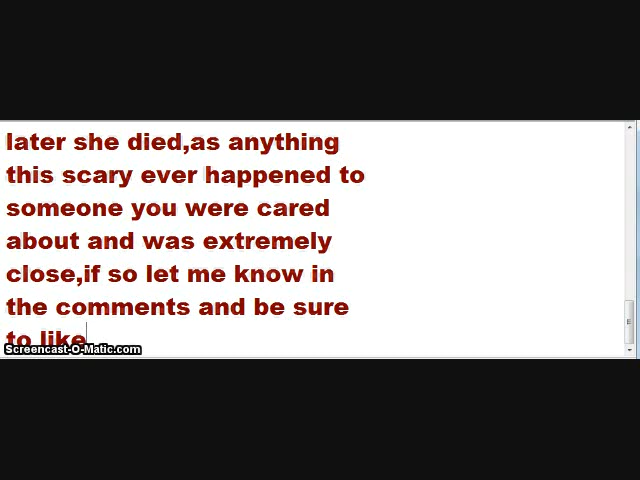 later she died,as anything
this scary ever happened to
someone you were cared
about and was extremely
close,if so let me know in
the comments and be sure
to like
Screencast-O-Matic.com